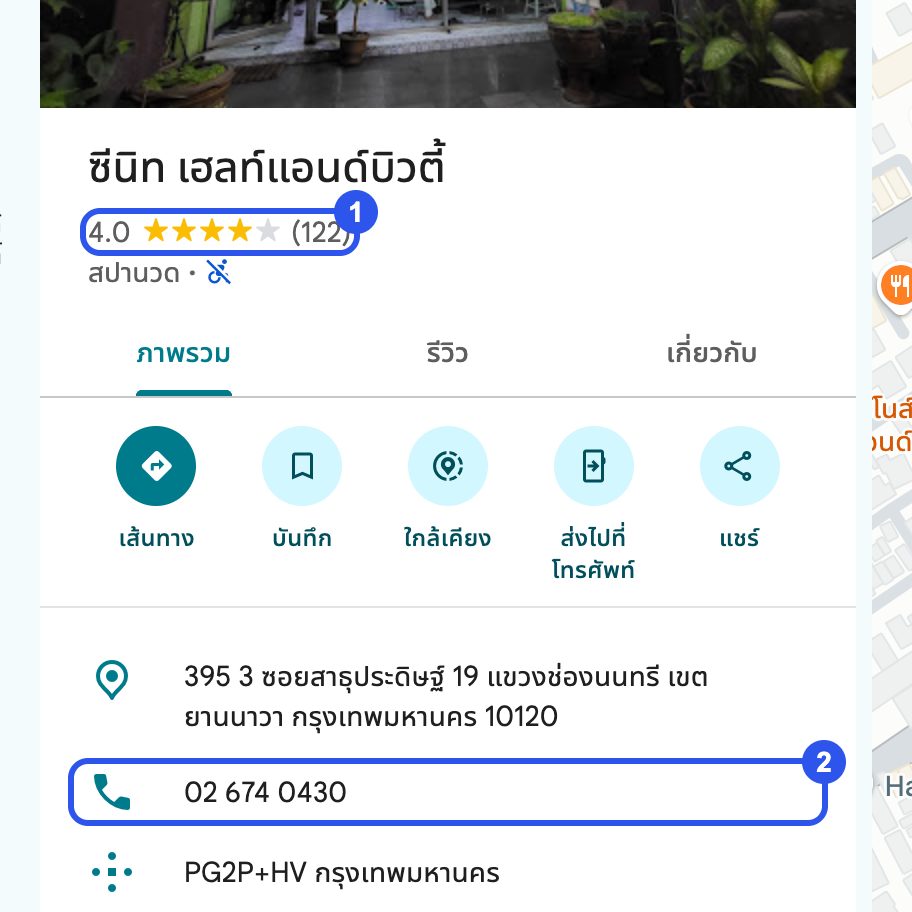 ซีนิท เฮลท์แอนด์บิวตี้
1
4.0 (122)
สปานวด ·
ภาพรวม รีวิว เกี่ยวกับ
เส้นทาง บันทึก ใกล้เคียง ส่งไปที่ แชร์
โทรศัพท์
395 3 ซอยสาธุประดิษฐ์ 19 แขวงช่องนนทรี เขต
ยานนาวา กรุงเทพมหานคร 10120
2
02 674 0430
PG2P+HV กรุงเทพมหานคร